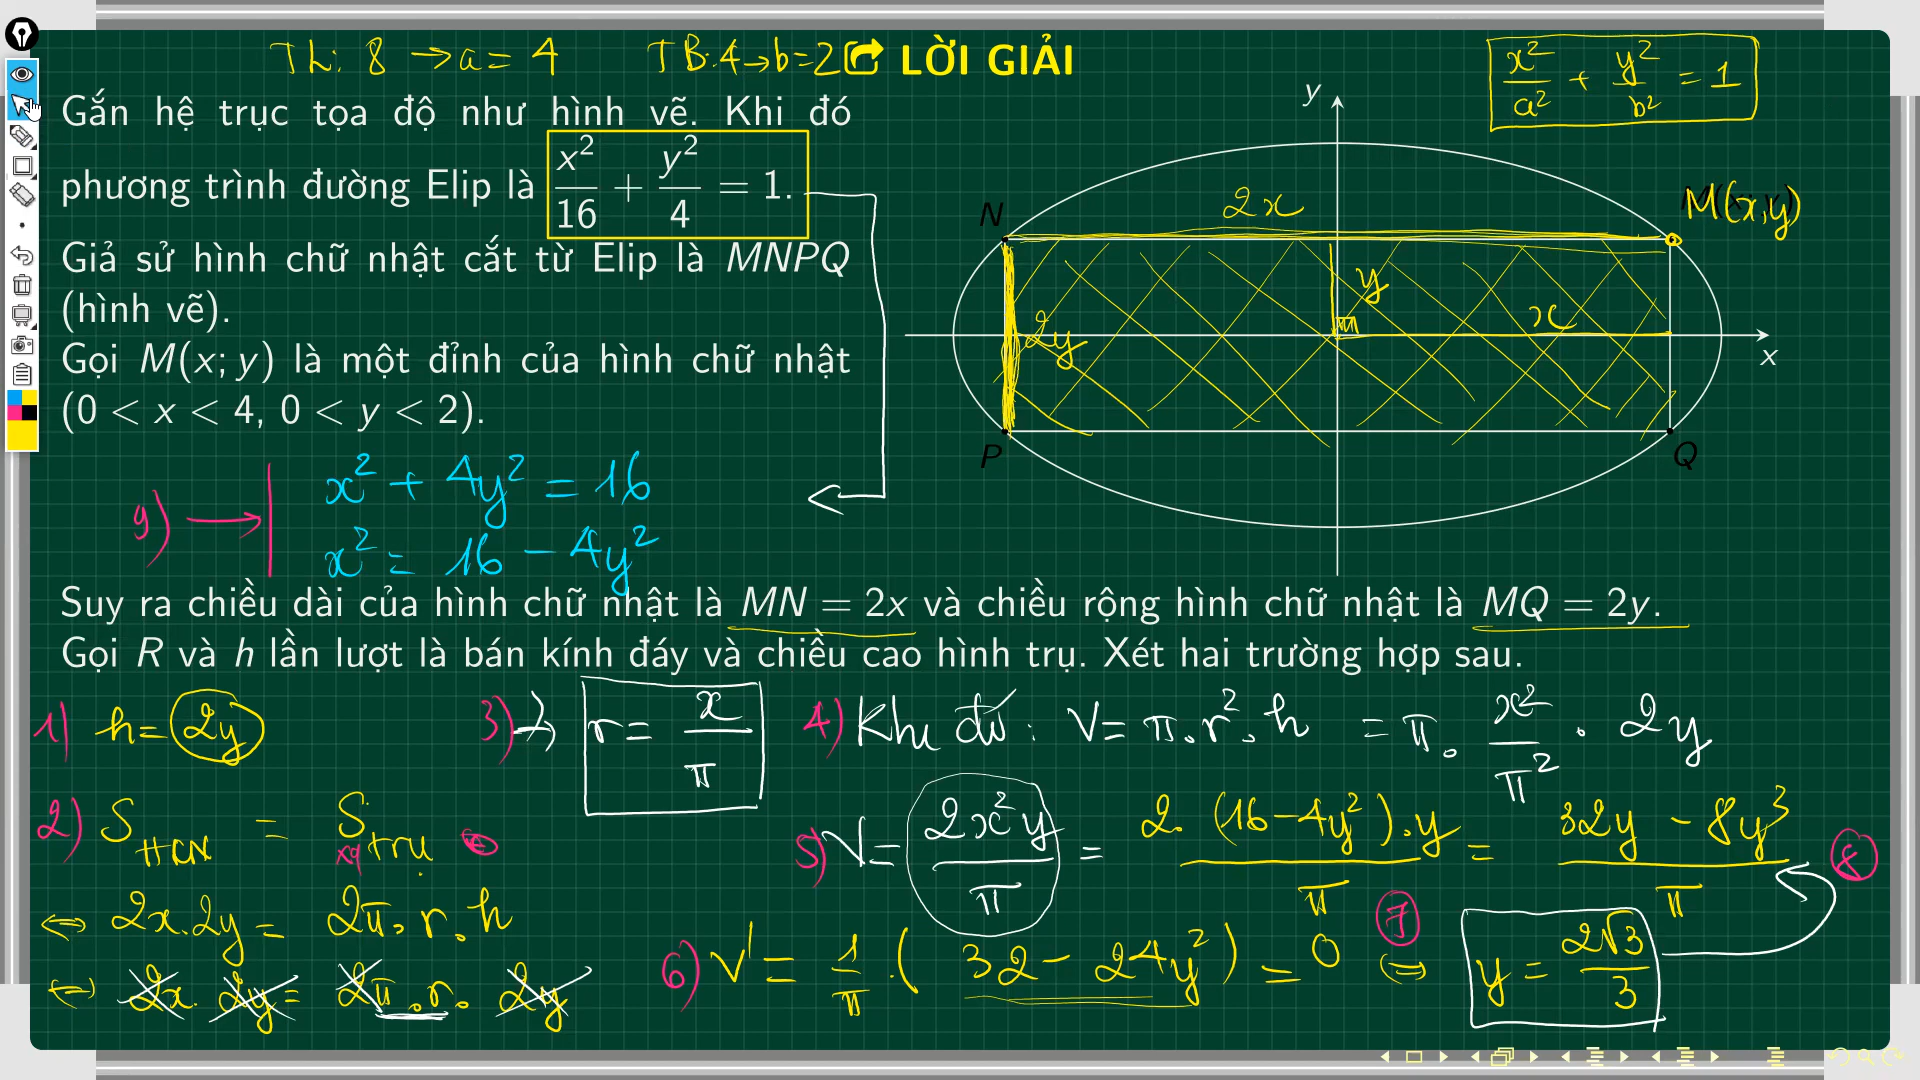 Th: 8 → a = 4 TB: 4 → b = 2 LỜI GIẢI
x²/a² + y²/b² = 1
Gắn hệ trục tọa độ như hình vẽ. Khi đó
phương trình đường Elip là x²/16 + y²/4 = 1.
Giả sử hình chữ nhật cắt từ Elip là MNPQ
(hình vẽ).
Gọi M(x; y) là một đỉnh của hình chữ nhật
(0 < x < 4, 0 < y < 2).
y
N
2x
M(x,y)
y
x
2y
x
P
Q
9) → x² + 4y² = 16
x² = 16 − 4y²
Suy ra chiều dài của hình chữ nhật là MN = 2x và chiều rộng hình chữ nhật là MQ = 2y.
Gọi R và h lần lượt là bán kính đáy và chiều cao hình trụ. Xét hai trường hợp sau.
1) h = 2y
2) S HCN = S xq trụ
⇔ 2x.2y = 2π.r.h
⇔ 2x.2y = 2π.r.2y
3) → r = x/π
4) Khi đó: V = π.r².h = π.x²/π².2y
5) V = 2x²y/π = 2.(16−4y²).y/π = 32y − 8y³/π 8
6) V' = 1/π.(32 − 24y²) = 0 7 ⇔ y = 2√3/3